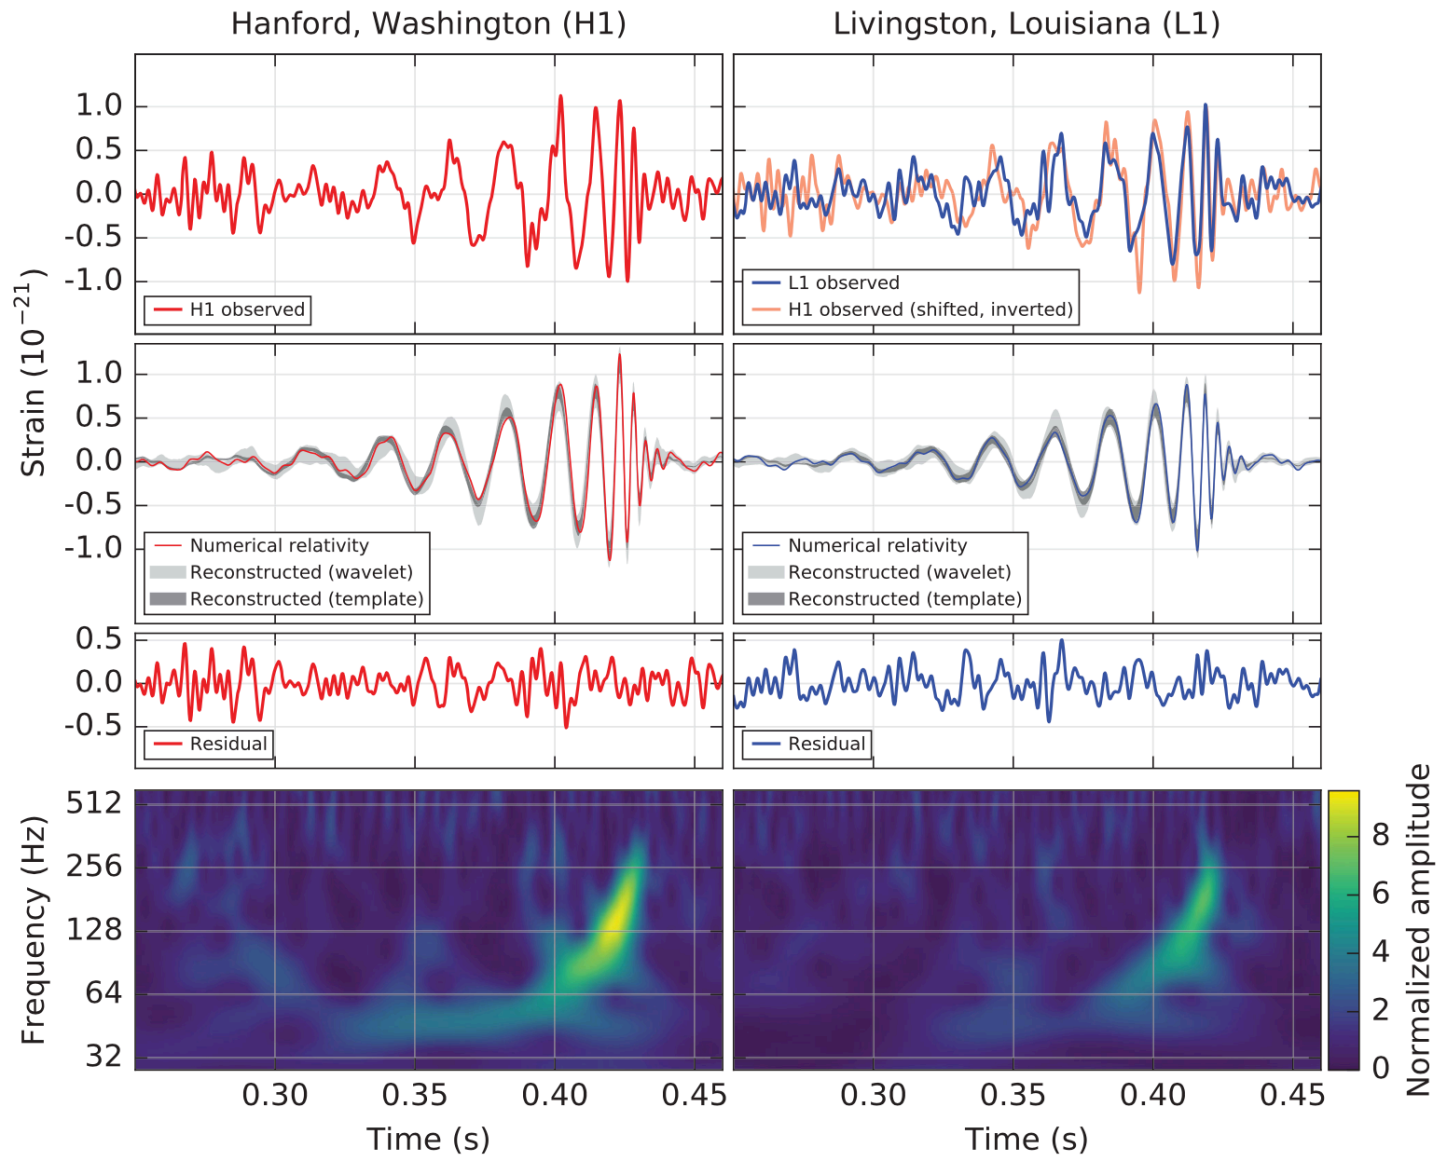 Hanford, Washington (H1)
Livingston, Louisiana (L1)
Strain (10⁻²¹)
1.0
0.5
0.0
-0.5
-1.0
H1 observed
L1 observed
H1 observed (shifted, inverted)
1.0
0.5
0.0
-0.5
-1.0
Numerical relativity
Reconstructed (wavelet)
Reconstructed (template)
Numerical relativity
Reconstructed (wavelet)
Reconstructed (template)
0.5
0.0
-0.5
Residual
Residual
Frequency (Hz)
512
256
128
64
32
Normalized amplitude
8
6
4
2
0
0.30 0.35 0.40 0.45
0.30 0.35 0.40 0.45
Time (s)
Time (s)